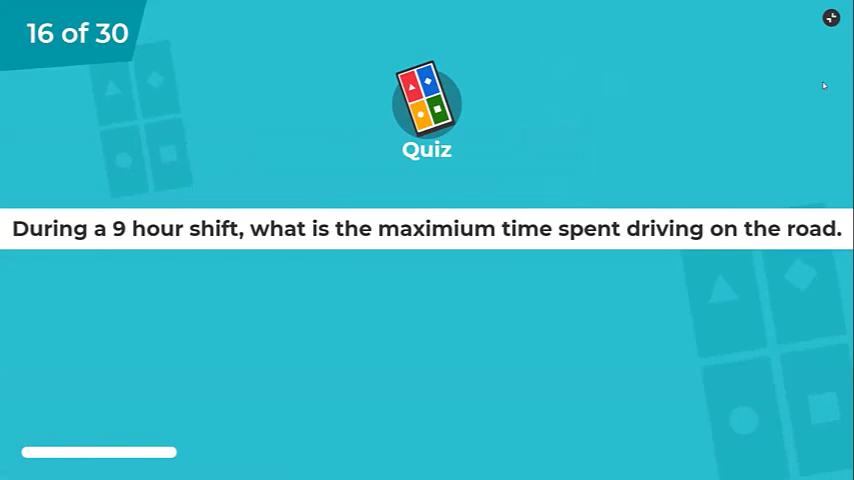 16 of 30
Quiz
During a 9 hour shift, what is the maximium time spent driving on the road.